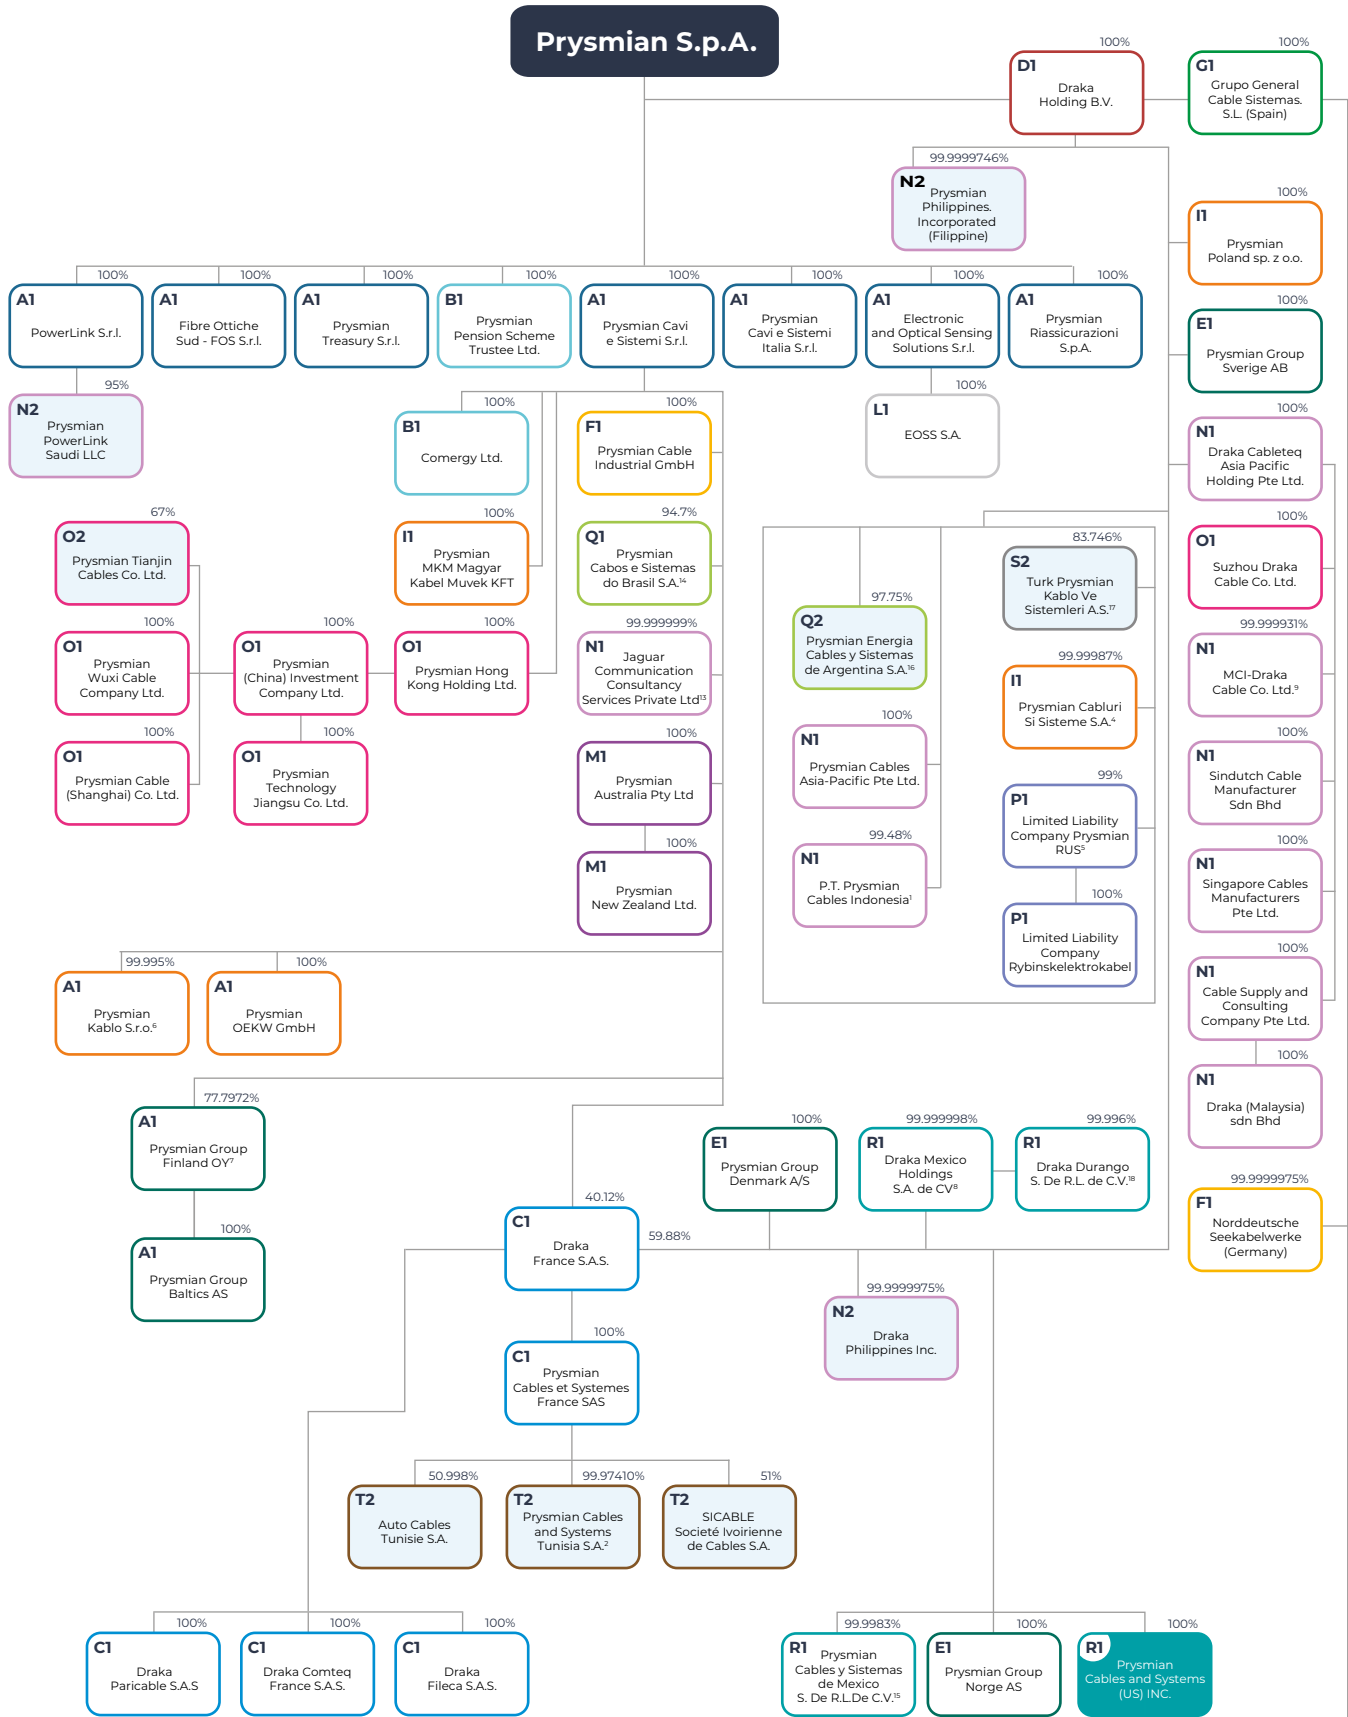 Prysmian S.p.A.
100%
D1
Draka
Holding B.V.
100%
G1
Grupo General
Cable Sistemas.
S.L. (Spain)
99.9999746%
N2
Prysmian
Philippines.
Incorporated
(Filippine)
100%
I1
Prysmian
Poland sp. z o.o.
100%
A1
PowerLink S.r.l.
100%
A1
Fibre Ottiche
Sud - FOS S.r.l.
100%
A1
Prysmian
Treasury S.r.l.
100%
B1
Prysmian
Pension Scheme
Trustee Ltd.
100%
A1
Prysmian Cavi
e Sistemi S.r.l.
100%
A1
Prysmian
Cavi e Sistemi
Italia S.r.l.
100%
A1
Electronic
and Optical Sensing
Solutions S.r.l.
100%
A1
Prysmian
Riassicurazioni
S.p.A.
100%
E1
Prysmian Group
Sverige AB
95%
N2
Prysmian
PowerLink
Saudi LLC
100%
B1
Comergy Ltd.
100%
F1
Prysmian Cable
Industrial GmbH
100%
L1
EOSS S.A.
100%
N1
Draka Cableteq
Asia Pacific
Holding Pte Ltd.
67%
O2
Prysmian Tianjin
Cables Co. Ltd.
100%
I1
Prysmian
MKM Magyar
Kabel Muvek KFT
94.7%
Q1
Prysmian
Cabos e Sistemas
do Brasil S.A.¹⁴
83.746%
S2
Turk Prysmian
Kablo Ve
Sistemleri A.S.¹⁷
100%
O1
Suzhou Draka
Cable Co. Ltd.
97.75%
Q2
Prysmian Energia
Cables y Sistemas
de Argentina S.A.¹⁶
100%
O1
Prysmian
Wuxi Cable
Company Ltd.
100%
O1
Prysmian
(China) Investment
Company Ltd.
100%
O1
Prysmian Hong
Kong Holding Ltd.
99.999999%
N1
Jaguar
Communication
Consultancy
Services Private Ltd¹³
99.99987%
I1
Prysmian Cabluri
Si Sisteme S.A.⁴
99.999931%
N1
MCI-Draka
Cable Co. Ltd.⁹
100%
O1
Prysmian Cable
(Shanghai) Co. Ltd.
100%
O1
Prysmian
Technology
Jiangsu Co. Ltd.
100%
M1
Prysmian
Australia Pty Ltd
100%
N1
Prysmian Cables
Asia-Pacific Pte Ltd.
99%
P1
Limited Liability
Company Prysmian
RUS⁵
100%
N1
Sindutch Cable
Manufacturer
Sdn Bhd
100%
M1
Prysmian
New Zealand Ltd.
99.48%
N1
P.T. Prysmian
Cables Indonesia¹
100%
P1
Limited Liability
Company
Rybinskelektrokabel
100%
N1
Singapore Cables
Manufacturers
Pte Ltd.
99.995%
A1
Prysmian
Kablo S.r.o.⁶
100%
A1
Prysmian
OEKW GmbH
100%
N1
Cable Supply and
Consulting
Company Pte Ltd.
100%
N1
Draka (Malaysia)
sdn Bhd
77.7972%
A1
Prysmian Group
Finland OY⁷
100%
E1
Prysmian Group
Denmark A/S
99.999998%
R1
Draka Mexico
Holdings
S.A. de CV⁸
99.996%
R1
Draka Durango
S. De R.L. de C.V.¹⁸
99.9999975%
F1
Norddeutsche
Seekabelwerke
(Germany)
100%
A1
Prysmian Group
Baltics AS
40.12%
C1
Draka
France S.A.S.
59.88%
99.9999975%
N2
Draka
Philippines Inc.
100%
C1
Prysmian
Cables et Systemes
France SAS
50.998%
T2
Auto Cables
Tunisie S.A.
99.97410%
T2
Prysmian Cables
and Systems
Tunisia S.A.²
51%
T2
SICABLE
Societé Ivoirienne
de Cables S.A.
100%
C1
Draka
Paricable S.A.S
100%
C1
Draka Comteq
France S.A.S.
100%
C1
Draka
Fileca S.A.S.
99.9983%
R1
Prysmian
Cables y Sistemas
de Mexico
S. De R.L.De C.V.¹⁵
100%
E1
Prysmian Group
Norge AS
100%
R1
Prysmian
Cables and Systems
(US) INC.